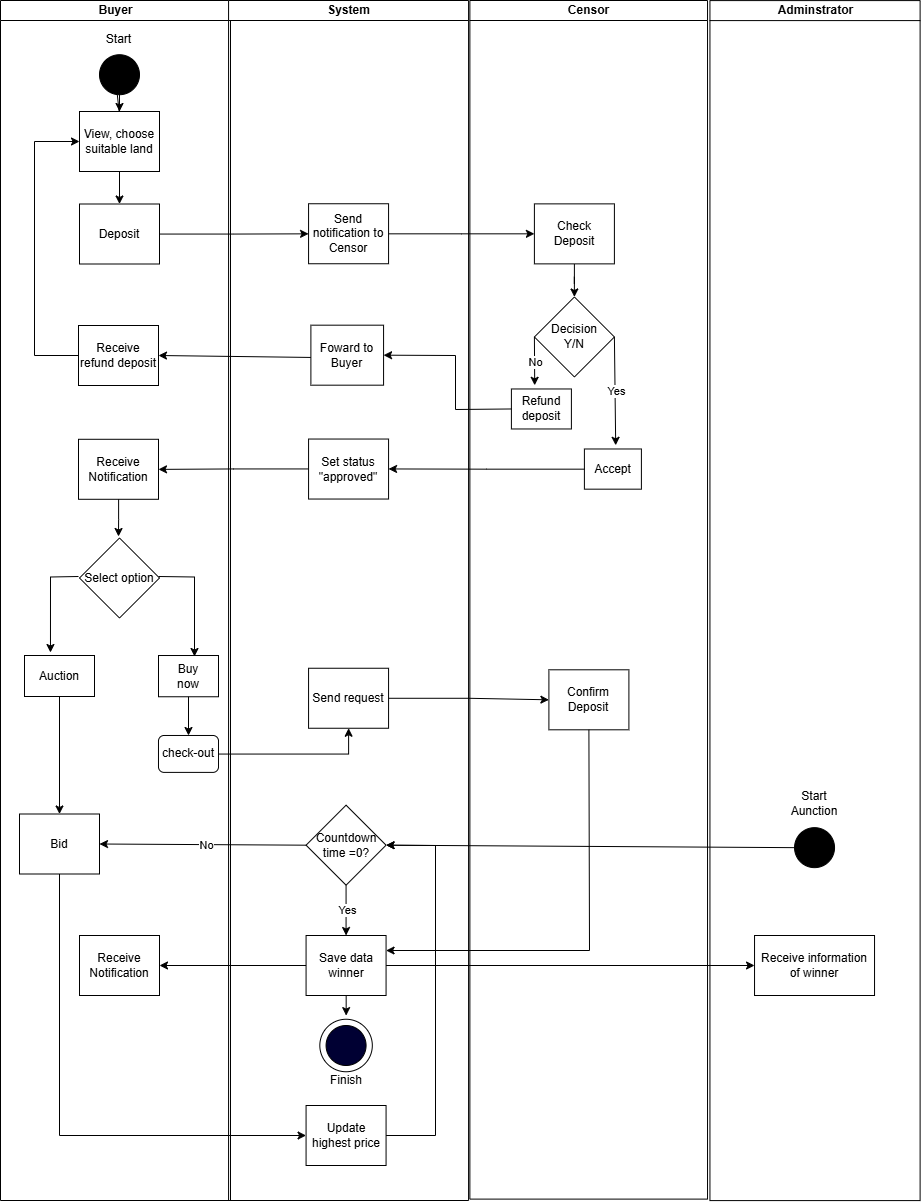 Buyer
System
Censor
Adminstrator
Start
View, choose
suitable land
Deposit
Send
notification to
Censor
Check
Deposit
Decision
Y/N
No
Yes
Receive
refund deposit
Foward to
Buyer
Refund
deposit
Receive
Notification
Set status
"approved"
Accept
Select option
Auction
Buy
now
Send request
Confirm
Deposit
check-out
Start
Aunction
Bid
No
Countdown
time =0?
Yes
Receive
Notification
Save data
winner
Receive information
of winner
Finish
Update
highest price